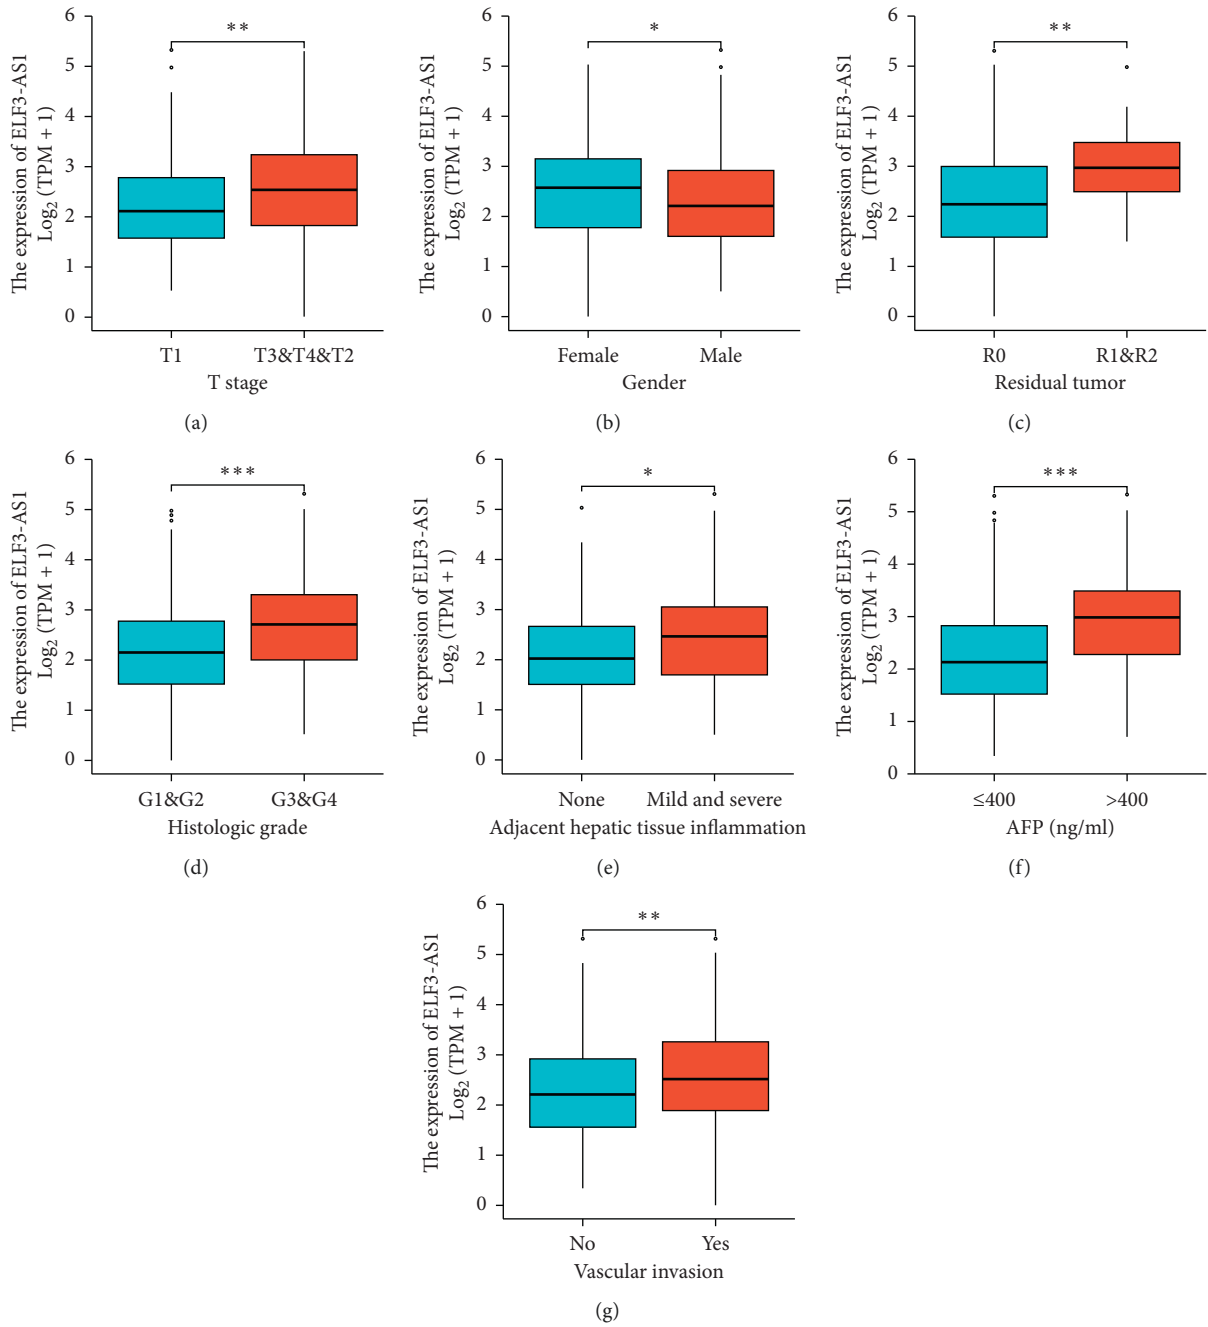 The expression of ELF3-AS1
Log2 (TPM + 1)
6
5
4
3
2
1
0
**
T1
T3&T4&T2
T stage
(a)
The expression of ELF3-AS1
Log2 (TPM + 1)
6
5
4
3
2
1
0
*
Female
Male
Gender
(b)
The expression of ELF3-AS1
Log2 (TPM + 1)
6
5
4
3
2
1
0
**
R0
R1&R2
Residual tumor
(c)
The expression of ELF3-AS1
Log2 (TPM + 1)
6
5
4
3
2
1
0
***
G1&G2
G3&G4
Histologic grade
(d)
The expression of ELF3-AS1
Log2 (TPM + 1)
6
5
4
3
2
1
0
*
None
Mild and severe
Adjacent hepatic tissue inflammation
(e)
The expression of ELF3-AS1
Log2 (TPM + 1)
6
5
4
3
2
1
0
***
≤400
>400
AFP (ng/ml)
(f)
The expression of ELF3-AS1
Log2 (TPM + 1)
6
5
4
3
2
1
0
**
No
Yes
Vascular invasion
(g)